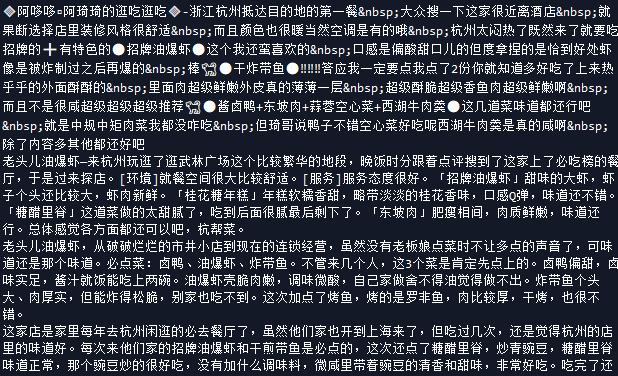 🔶阿哆哆¤阿琦琦的逛吃逛吃🔶-浙江杭州抵达目的地的第一餐&nbsp;大众搜一下这家很近离酒店&nbsp;就
果断选择店里装修风格很舒适&nbsp;而且颜色也很暖当然空调是有的哦&nbsp;杭州太闷热了既然来了就要吃
招牌的➕有特色的●招牌油爆虾●这个我还蛮喜欢的&nbsp;口感是偏酸甜口儿的但度拿捏的是恰到好处虾
像是被炸制过之后再爆的&nbsp;棒🐩●干炸带鱼●‼‼‼答应我一定要点我点了2份你就知道多好吃了上来热
乎乎的外面酥酥的&nbsp;里面肉超级鲜嫩外皮真的薄薄一层&nbsp;超级酥脆超级香鱼肉超级鲜嫩啊&nbsp;
而且不是很咸超级超级超级推荐🐩●酱卤鸭+东坡肉+蒜蓉空心菜+西湖牛肉羹●这几道菜味道都还行吧
&nbsp;就是中规中矩肉菜我都没咋吃&nbsp;但琦哥说鸭子不错空心菜好吃呢西湖牛肉羹是真的咸啊&nbsp;
除了内容多其他都还好吧
老头儿油爆虾—来杭州玩逛了逛武林广场这个比较繁华的地段，晚饭时分跟着点评搜到了这家上了必吃榜的餐
厅，于是过来探店。[环境]就餐空间很大比较舒适。[服务]服务态度很好。「招牌油爆虾」甜味的大虾，虾
子个头还比较大，虾肉新鲜。「桂花糖年糕」年糕软糯香甜，略带淡淡的桂花香味，口感Q弹，味道还不错。
「糖醋里脊」这道菜做的太甜腻了，吃到后面很腻最后剩下了。「东坡肉」肥瘦相间，肉质鲜嫩，味道还
行。总体感觉各方面都还可以吧，杭帮菜。
老头儿油爆虾，从破破烂烂的市井小店到现在的连锁经营，虽然没有老板娘点菜时不让多点的声音了，可味
道还是那个味道。必点菜：卤鸭、油爆虾、炸带鱼。不管来几个人，这3个菜是肯定先点上的。卤鸭偏甜，卤
味实足，酱汁就饭能吃上两碗。油爆虾壳脆肉嫩，调味微酸，自己家做舍不得油觉得做不出。炸带鱼个头
大、肉厚实，但能炸得松脆，别家也吃不到。这次加点了烤鱼，烤的是罗非鱼，肉比较厚，干烤，也很不
错。
这家店是家里每年去杭州闲逛的必去餐厅了，虽然他们家也开到上海来了，但吃过几次，还是觉得杭州的店
里的味道好。每次来他们家的招牌油爆虾和干煎带鱼是必点的，这次还点了糖醋里脊，炒青豌豆，糖醋里脊
味道正常，那个豌豆炒的很好吃，没有加什么调味料，微咸里带着豌豆的清香和甜味，非常好吃。吃完了还